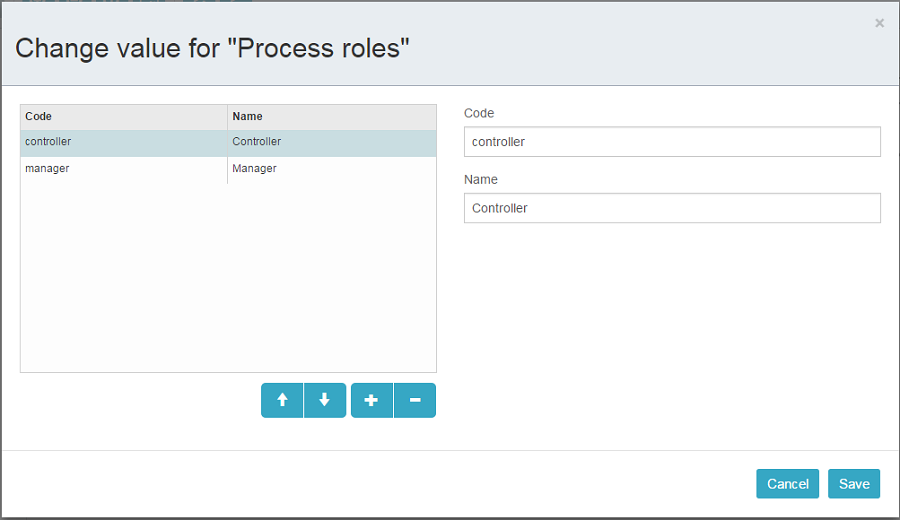 Change value for "Process roles"
×
Code Name
controller Controller
manager Manager
Code
controller
Name
Controller
Cancel Save